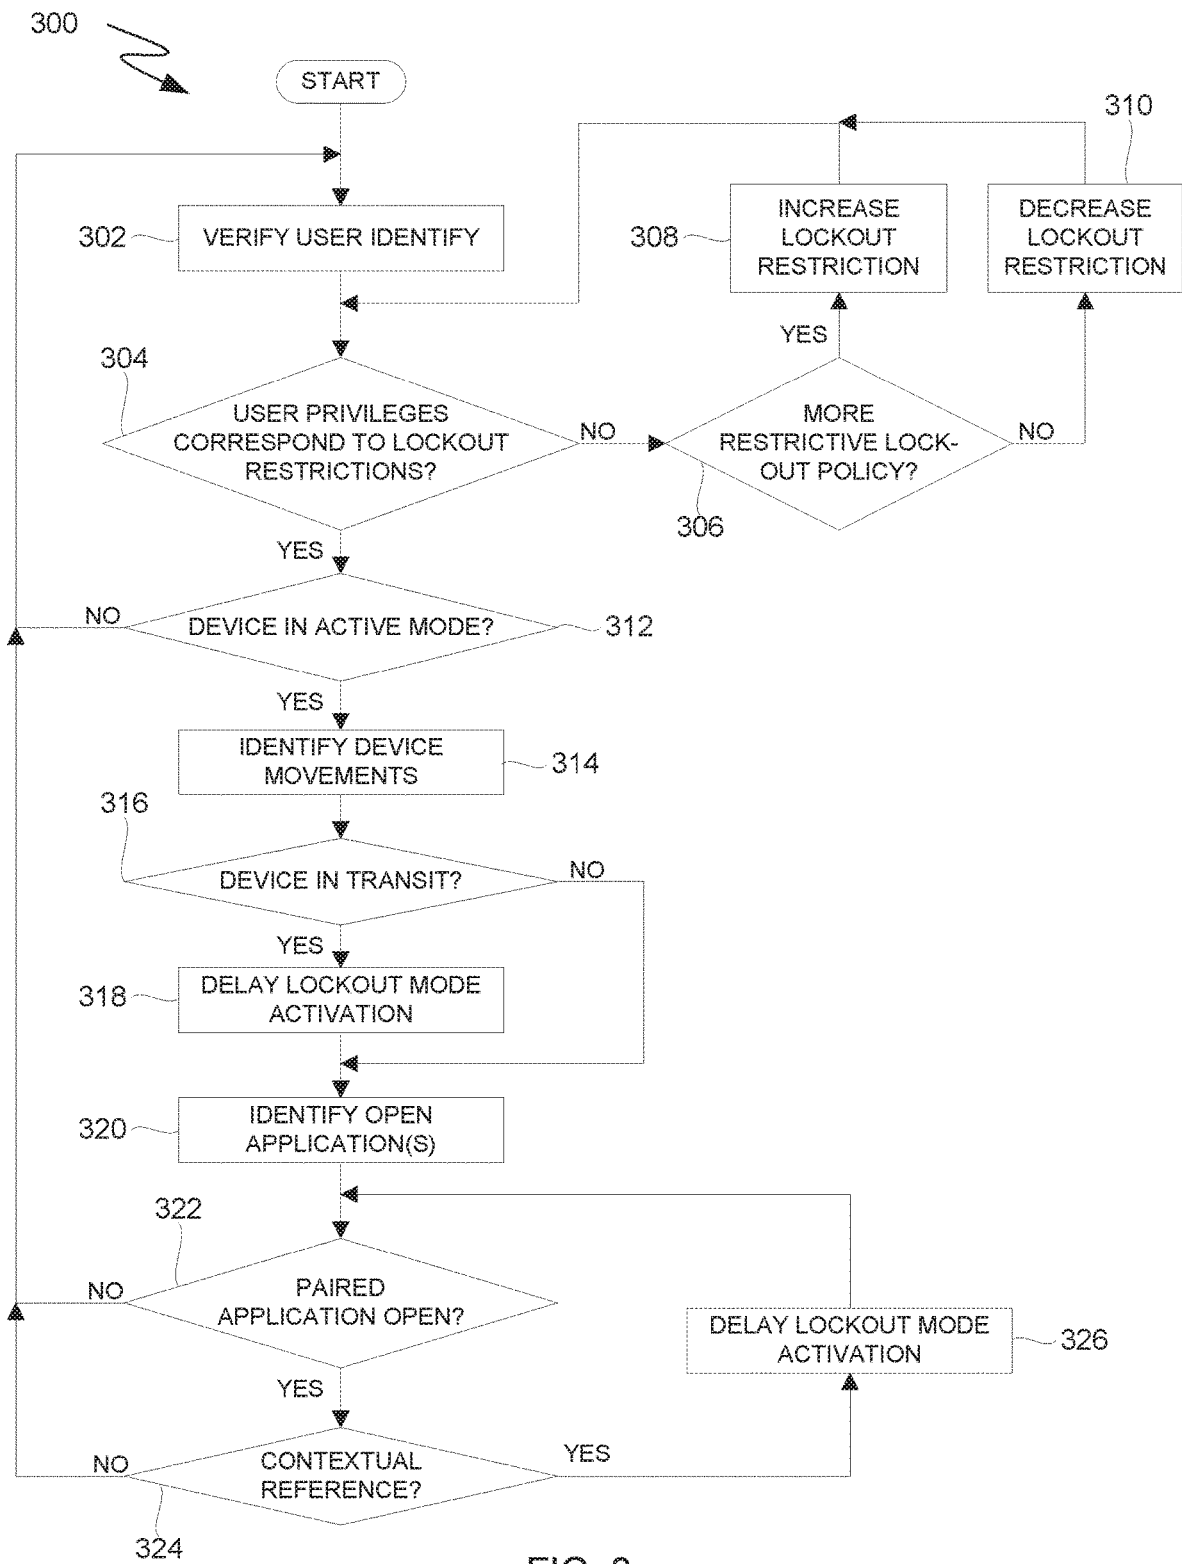 300
START
310
302
VERIFY USER IDENTIFY
308
INCREASE
LOCKOUT
RESTRICTION
DECREASE
LOCKOUT
RESTRICTION
YES
304
USER PRIVILEGES
CORRESPOND TO LOCKOUT
RESTRICTIONS?
NO
MORE
RESTRICTIVE LOCK-
OUT POLICY?
NO
306
YES
NO
DEVICE IN ACTIVE MODE?
312
YES
IDENTIFY DEVICE
MOVEMENTS
314
316
DEVICE IN TRANSIT?
NO
YES
318
DELAY LOCKOUT MODE
ACTIVATION
320
IDENTIFY OPEN
APPLICATION(S)
322
NO
PAIRED
APPLICATION OPEN?
DELAY LOCKOUT MODE
ACTIVATION
326
YES
NO
CONTEXTUAL
REFERENCE?
YES
324